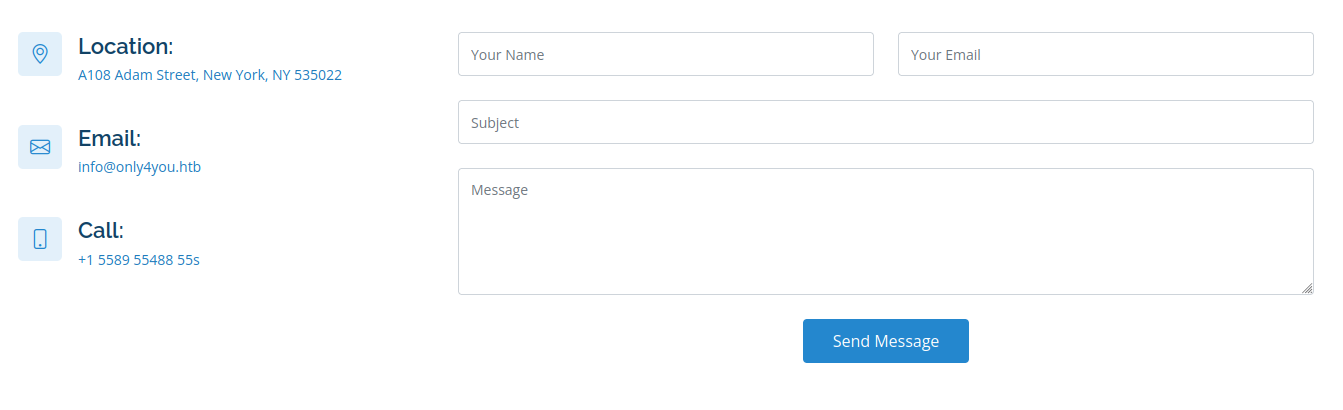 Location:
A108 Adam Street, New York, NY 535022
Email:
info@only4you.htb
Call:
+1 5589 55488 55s
Your Name
Your Email
Subject
Message
Send Message